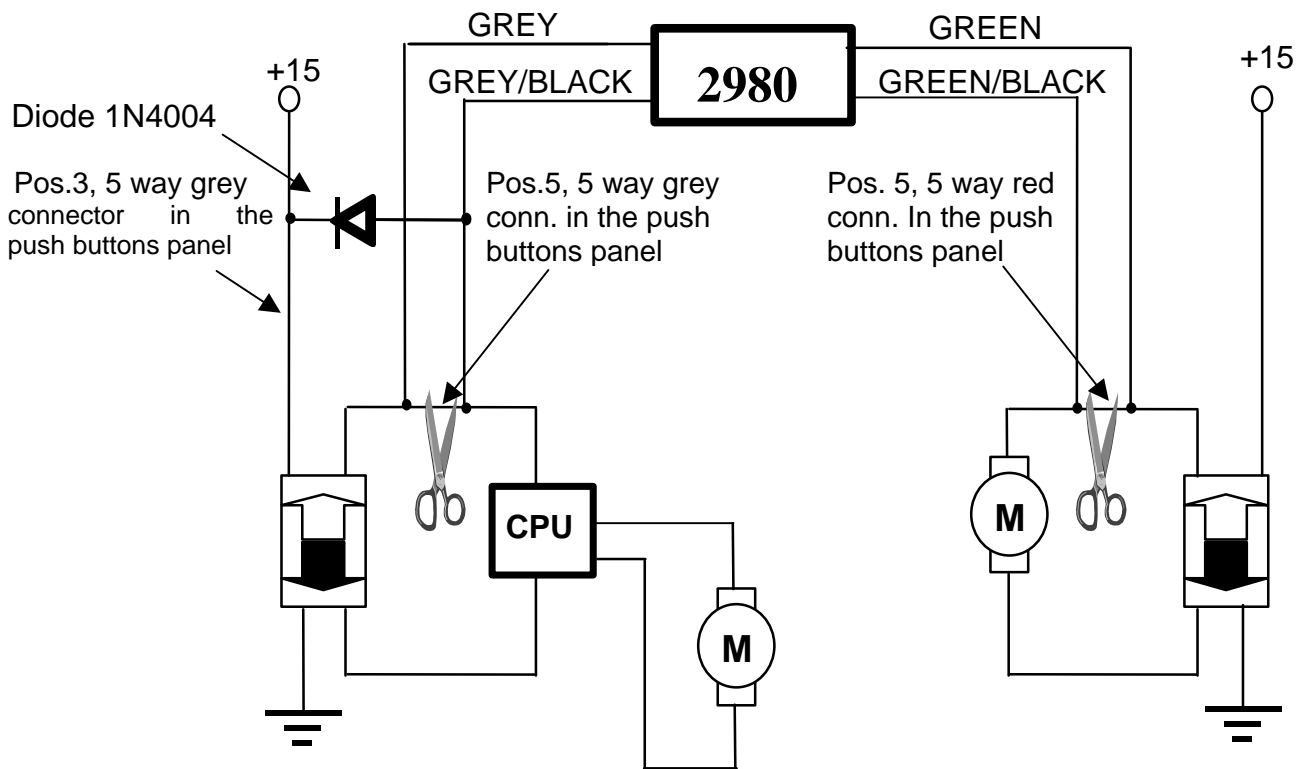 GREY
GREEN
+15
+15
GREY/BLACK
2980
GREEN/BLACK
Diode 1N4004
Pos.3, 5 way grey
connector in the
push buttons panel
Pos.5, 5 way grey
conn. in the push
buttons panel
Pos. 5, 5 way red
conn. In the push
buttons panel
CPU
M
M